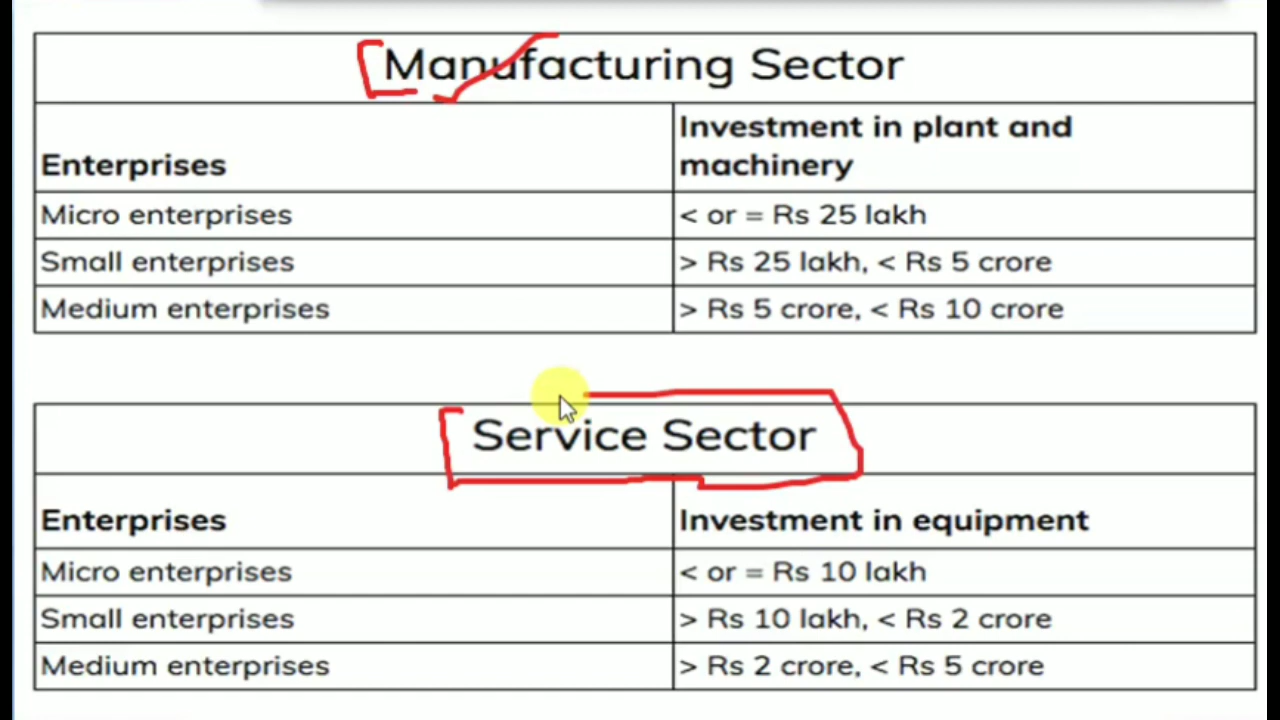 Manufacturing Sector
Enterprises
Investment in plant and
machinery
Micro enterprises < or = Rs 25 lakh
Small enterprises > Rs 25 lakh, < Rs 5 crore
Medium enterprises > Rs 5 crore, < Rs 10 crore
Service Sector
Enterprises Investment in equipment
Micro enterprises < or = Rs 10 lakh
Small enterprises > Rs 10 lakh, < Rs 2 crore
Medium enterprises > Rs 2 crore, < Rs 5 crore